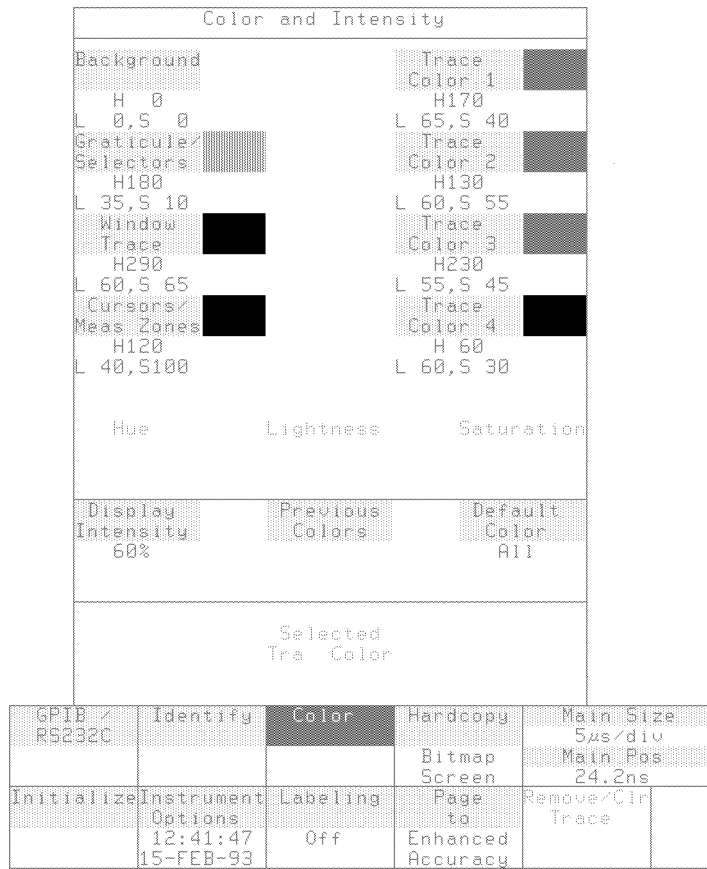 Color and Intensity
Background
H 0
L 0,S 0
Trace
Color 1
H170
L 65,S 40
Graticule/
Selectors
H180
L 35,S 10
Trace
Color 2
H130
L 60,S 55
Window
Trace
H290
L 60,S 65
Trace
Color 3
H230
L 55,S 45
Cursors/
Meas Zones
H120
L 40,S100
Trace
Color 4
H 60
L 60,S 30
Hue Lightness Saturation
Display
Intensity
60%
Previous
Colors
Default
Color
All
Selected
Tra Color
GPIB /
RS232C
Identify
Color
Hardcopy
Bitmap
Screen
Main Size
5µs/div
Main Pos
24.2ns
Initialize
Instrument
Options
12:41:47
15-FEB-93
Labeling
Off
Page
to
Enhanced
Accuracy
Remove/Clr
Trace